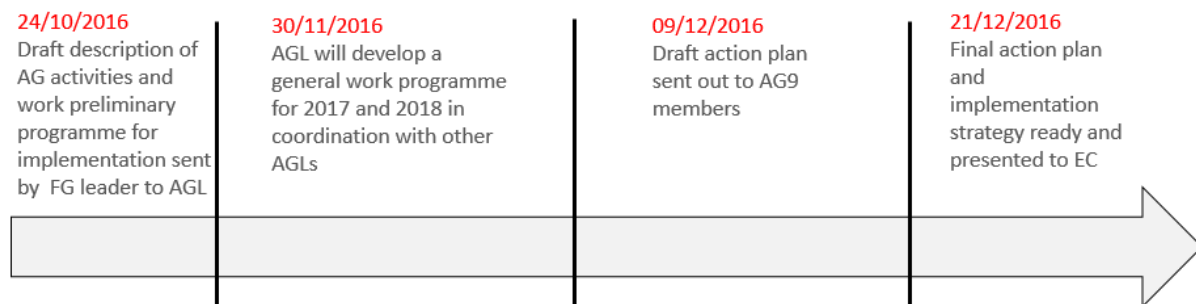 24/10/2016
Draft description of
AG activities and
work preliminary
programme for
implementation sent
by  FG leader to AGL
30/11/2016
AGL will develop a
general work programme
for 2017 and 2018 in
coordination with other
AGLs
09/12/2016
Draft action plan
sent out to AG9
members
21/12/2016
Final action plan
and
implementation
strategy ready and
presented to EC